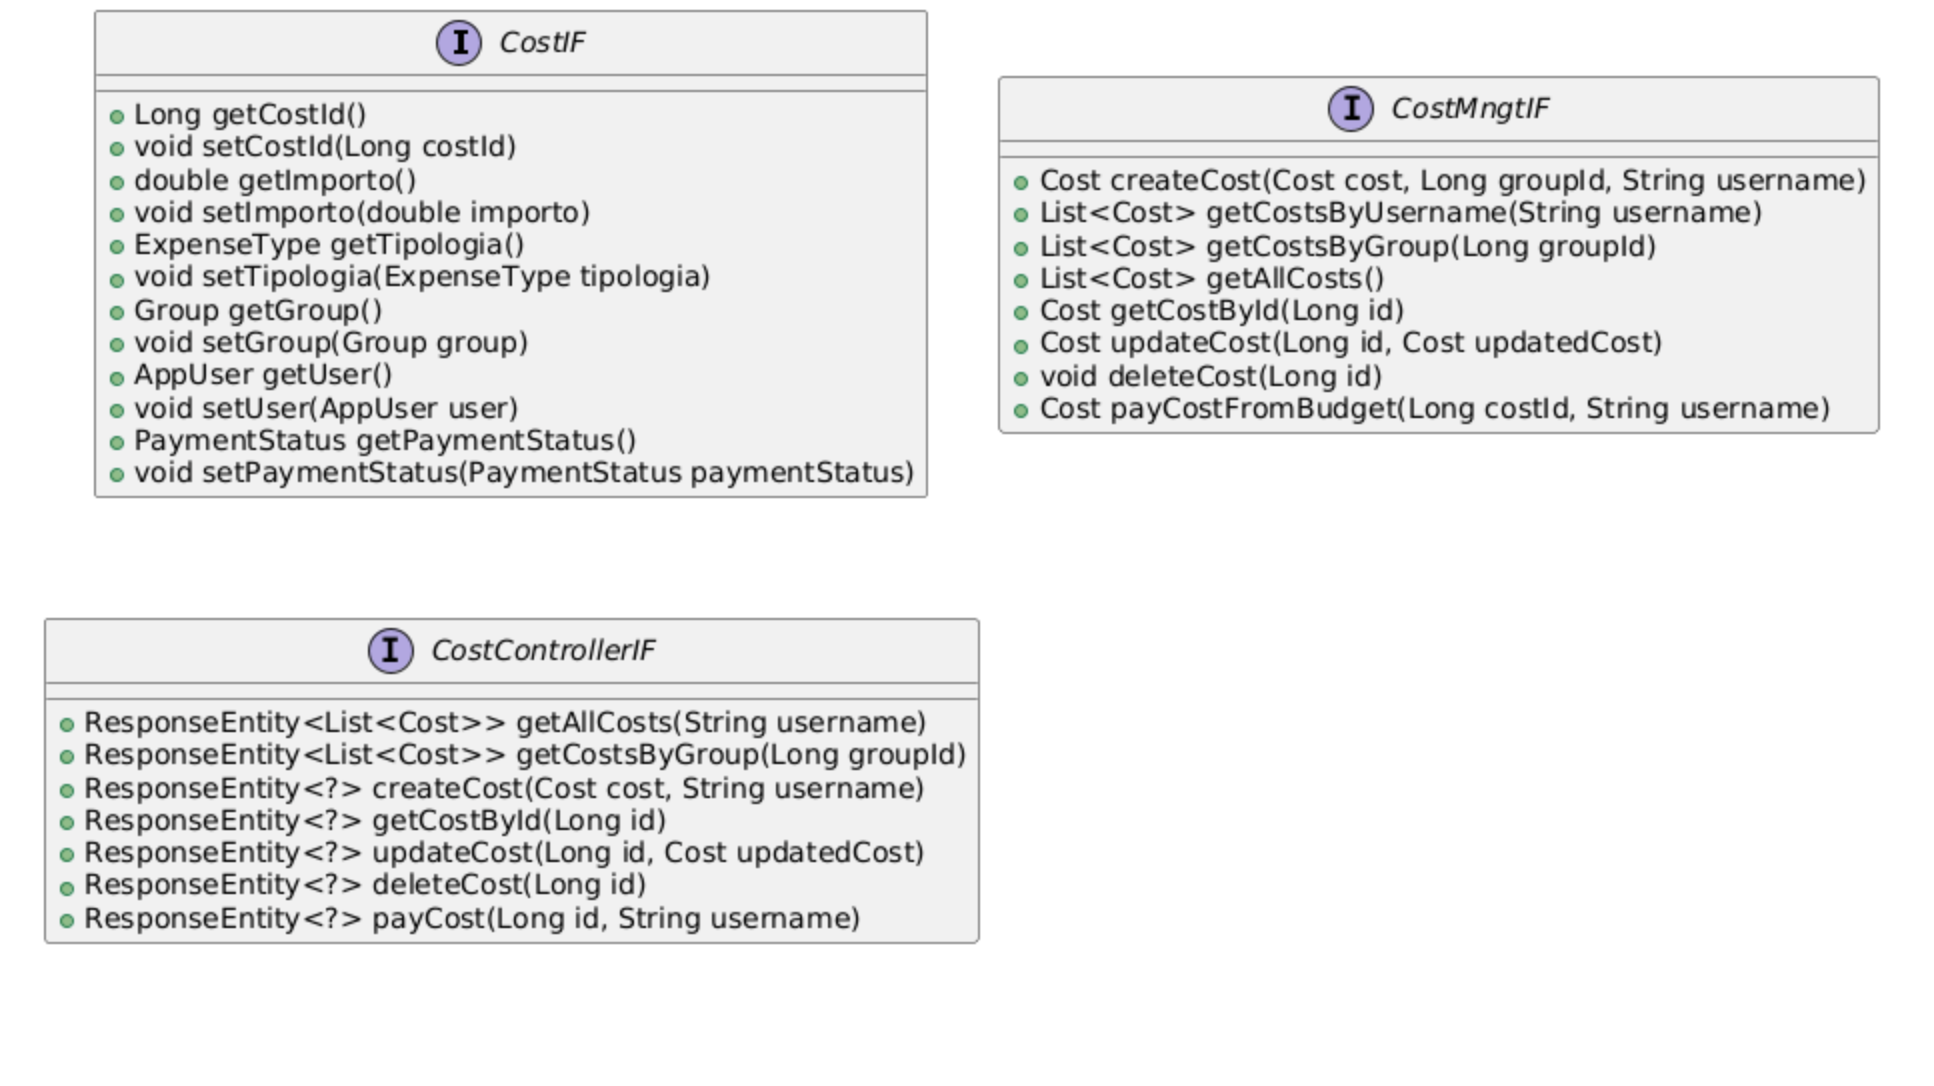 I CostIF
Long getCostId()
void setCostId(Long costId)
double getImporto()
void setImporto(double importo)
ExpenseType getTipologia()
void setTipologia(ExpenseType tipologia)
Group getGroup()
void setGroup(Group group)
AppUser getUser()
void setUser(AppUser user)
PaymentStatus getPaymentStatus()
void setPaymentStatus(PaymentStatus paymentStatus)
I CostMngtIF
Cost createCost(Cost cost, Long groupId, String username)
List<Cost> getCostsByUsername(String username)
List<Cost> getCostsByGroup(Long groupId)
List<Cost> getAllCosts()
Cost getCostById(Long id)
Cost updateCost(Long id, Cost updatedCost)
void deleteCost(Long id)
Cost payCostFromBudget(Long costId, String username)
I CostControllerIF
ResponseEntity<List<Cost>> getAllCosts(String username)
ResponseEntity<List<Cost>> getCostsByGroup(Long groupId)
ResponseEntity<?> createCost(Cost cost, String username)
ResponseEntity<?> getCostById(Long id)
ResponseEntity<?> updateCost(Long id, Cost updatedCost)
ResponseEntity<?> deleteCost(Long id)
ResponseEntity<?> payCost(Long id, String username)